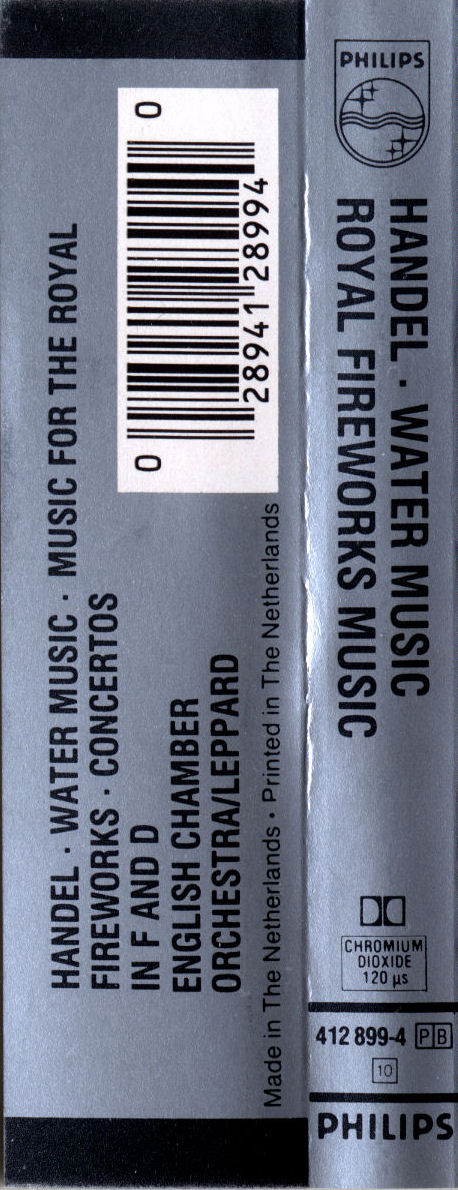 HANDEL · WATER MUSIC · MUSIC FOR THE ROYAL
FIREWORKS · CONCERTOS
IN F AND D
ENGLISH CHAMBER
ORCHESTRA/LEPPARD
0 28941 28994 0
Made in The Netherlands • Printed in The Netherlands
PHILIPS
HANDEL · WATER MUSIC
ROYAL FIREWORKS MUSIC
CHROMIUM
DIOXIDE
120 µs
412 899-4 PB
10
PHILIPS